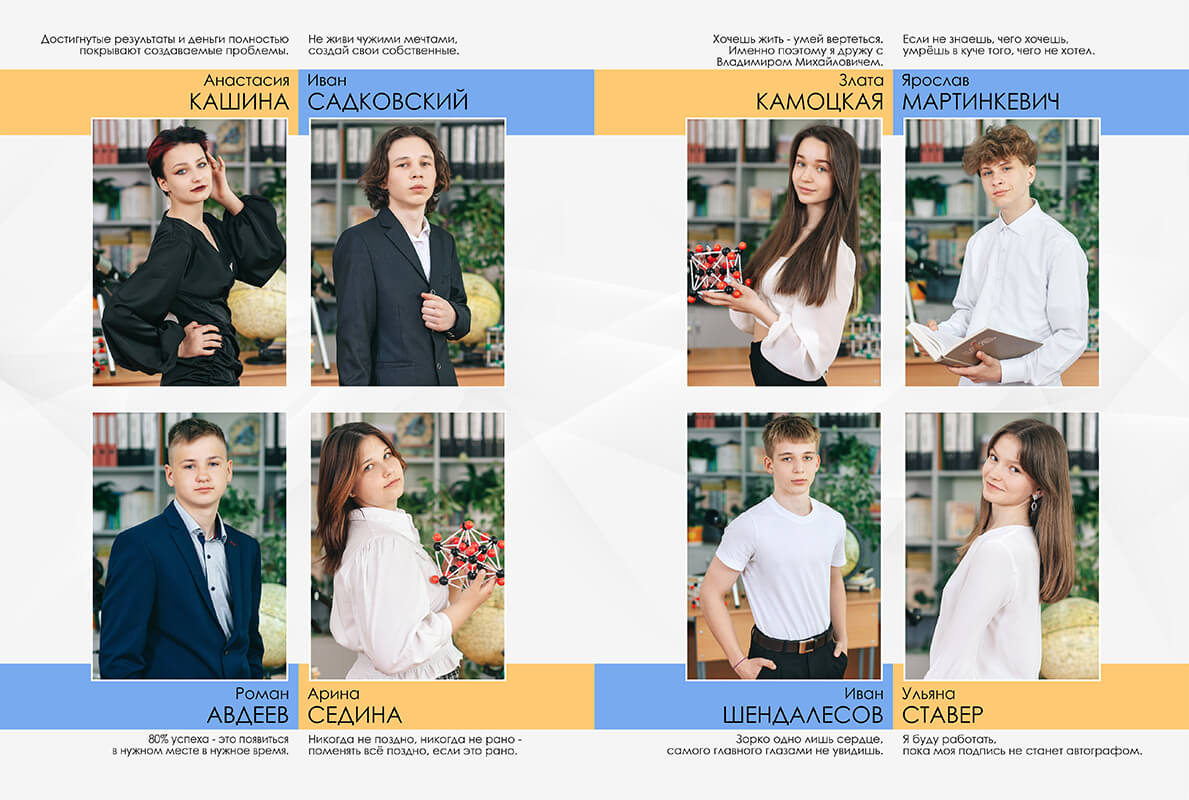 Достигнутые результаты и деньги полностью
покрывают создаваемые проблемы.
Анастасия
КАШИНА
Не живи чужими мечтами,
создай свои собственные.
Иван
САДКОВСКИЙ
Хочешь жить - умей вертеться.
Именно поэтому я дружу с
Владимиром Михайловичем.
Злата
КАМОЦКАЯ
Если не знаешь, чего хочешь,
умрёшь в куче того, чего не хотел.
Ярослав
МАРТИНКЕВИЧ
Роман
АВДЕЕВ
80% успеха - это появиться
в нужном месте в нужное время.
Арина
СЕДИНА
Никогда не поздно, никогда не рано -
поменять всё поздно, если это рано.
Иван
ШЕНДАЛЕСОВ
Зорко одно лишь сердце,
самого главного глазами не увидишь.
Ульяна
СТАВЕР
Я буду работать,
пока моя подпись не станет автографом.